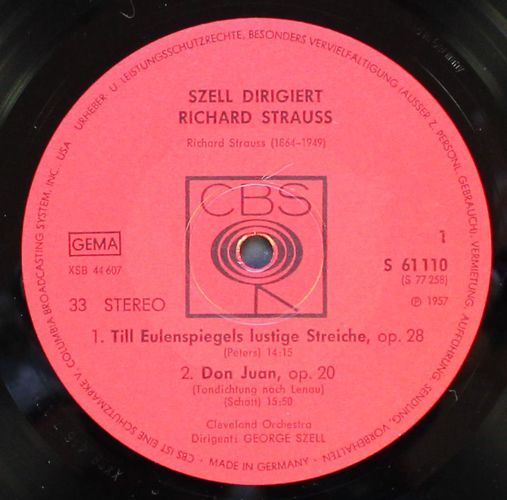 URHEBER- U. LEISTUNGSSCHUTZRECHTE, BESONDERS VERVIELFÄLTIGUNG (AUSSER Z. PERSÖNL. GEBRAUCH), VERMIETUNG, AUFFÜHRUNG, SENDUNG, VORBEHALTEN
SZELL DIRIGIERT
RICHARD STRAUSS
Richard Strauss (1864-1949)
CBS
GEMA
XSB 44 607
33 STEREO
1
S 61110
(S 77 258)
Ⓟ 1957
1. Till Eulenspiegels lustige Streiche, op. 28
(Peters) 14:15
2. Don Juan, op. 20
(Tondichtung nach Lenau)
(Schott) 15:50
Cleveland Orchestra
Dirigent: GEORGE SZELL
MADE IN GERMANY
CBS IST EINE SCHUTZMARKE V. COLUMBIA BROADCASTING SYSTEM, INC. USA